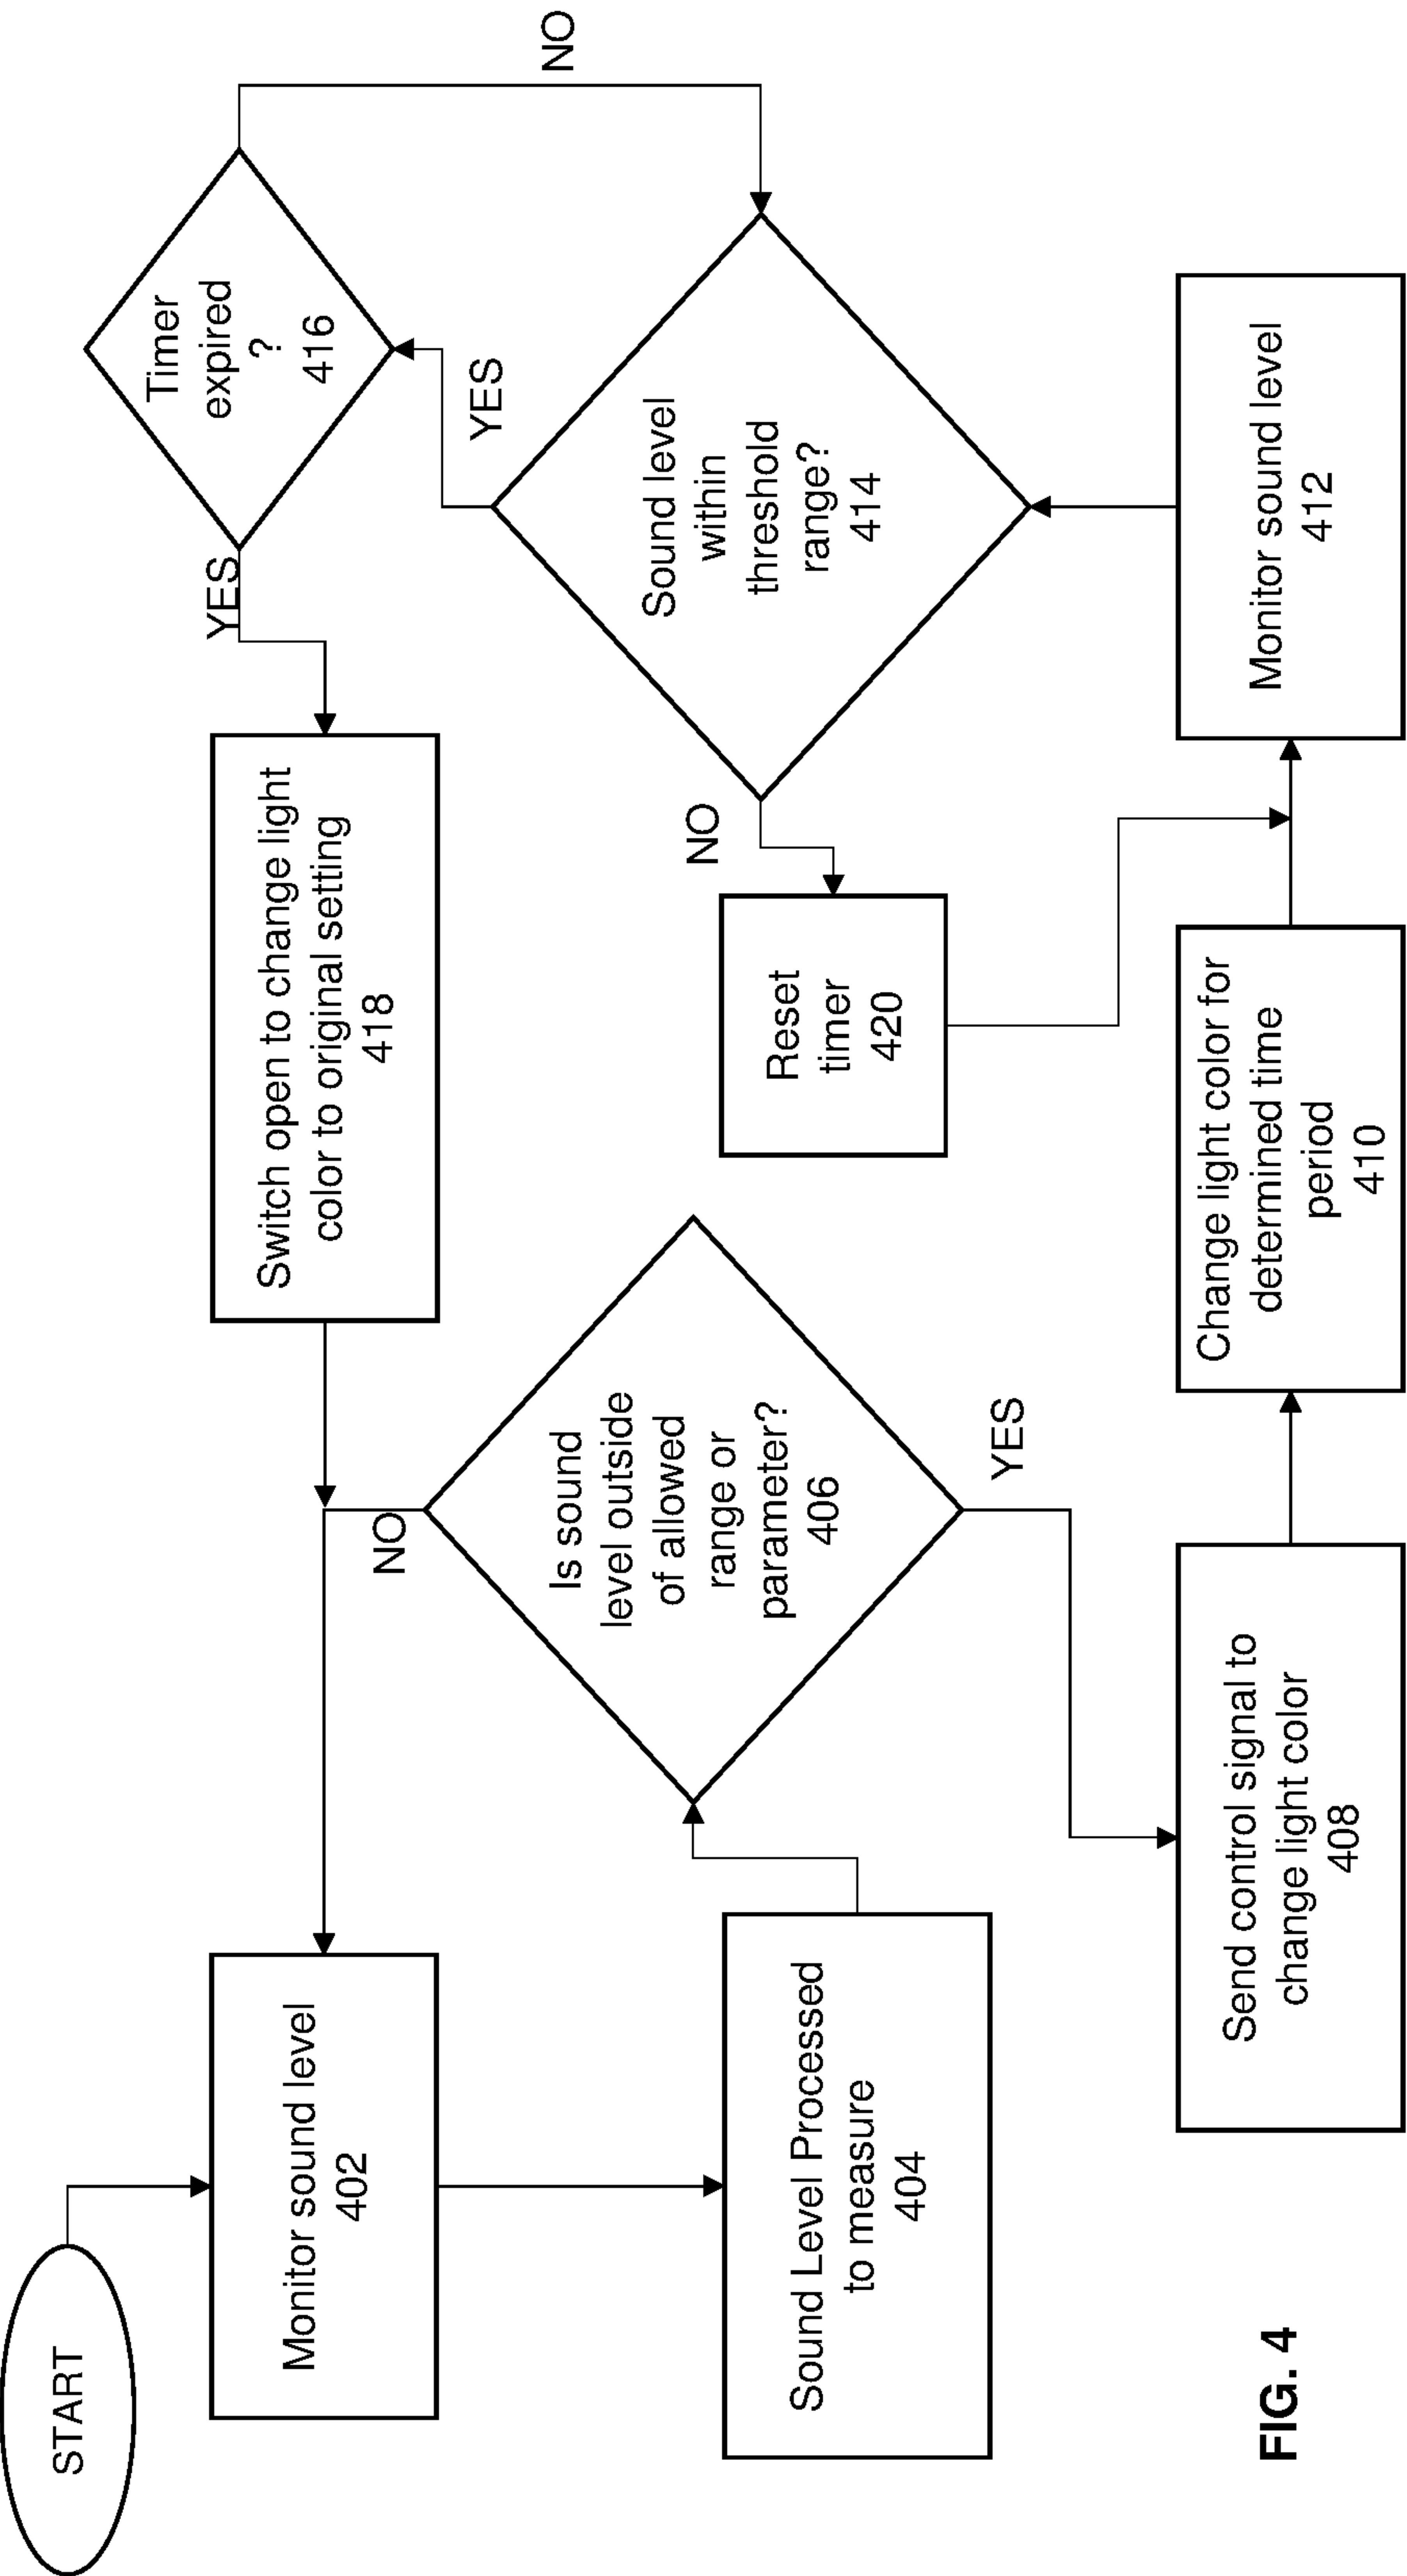 START
Monitor sound level
402
Sound Level Processed
to measure
404
NO
Is sound
level outside
of allowed
range or
parameter?
406
YES
Send control signal to
change light color
408
Change light color for
determined time
period
410
Monitor sound level
412
Sound level
within
threshold
range?
414
NO
Reset
timer
420
YES
Timer
expired
?
416
NO
YES
Switch open to change light
color to original setting
418
FIG. 4